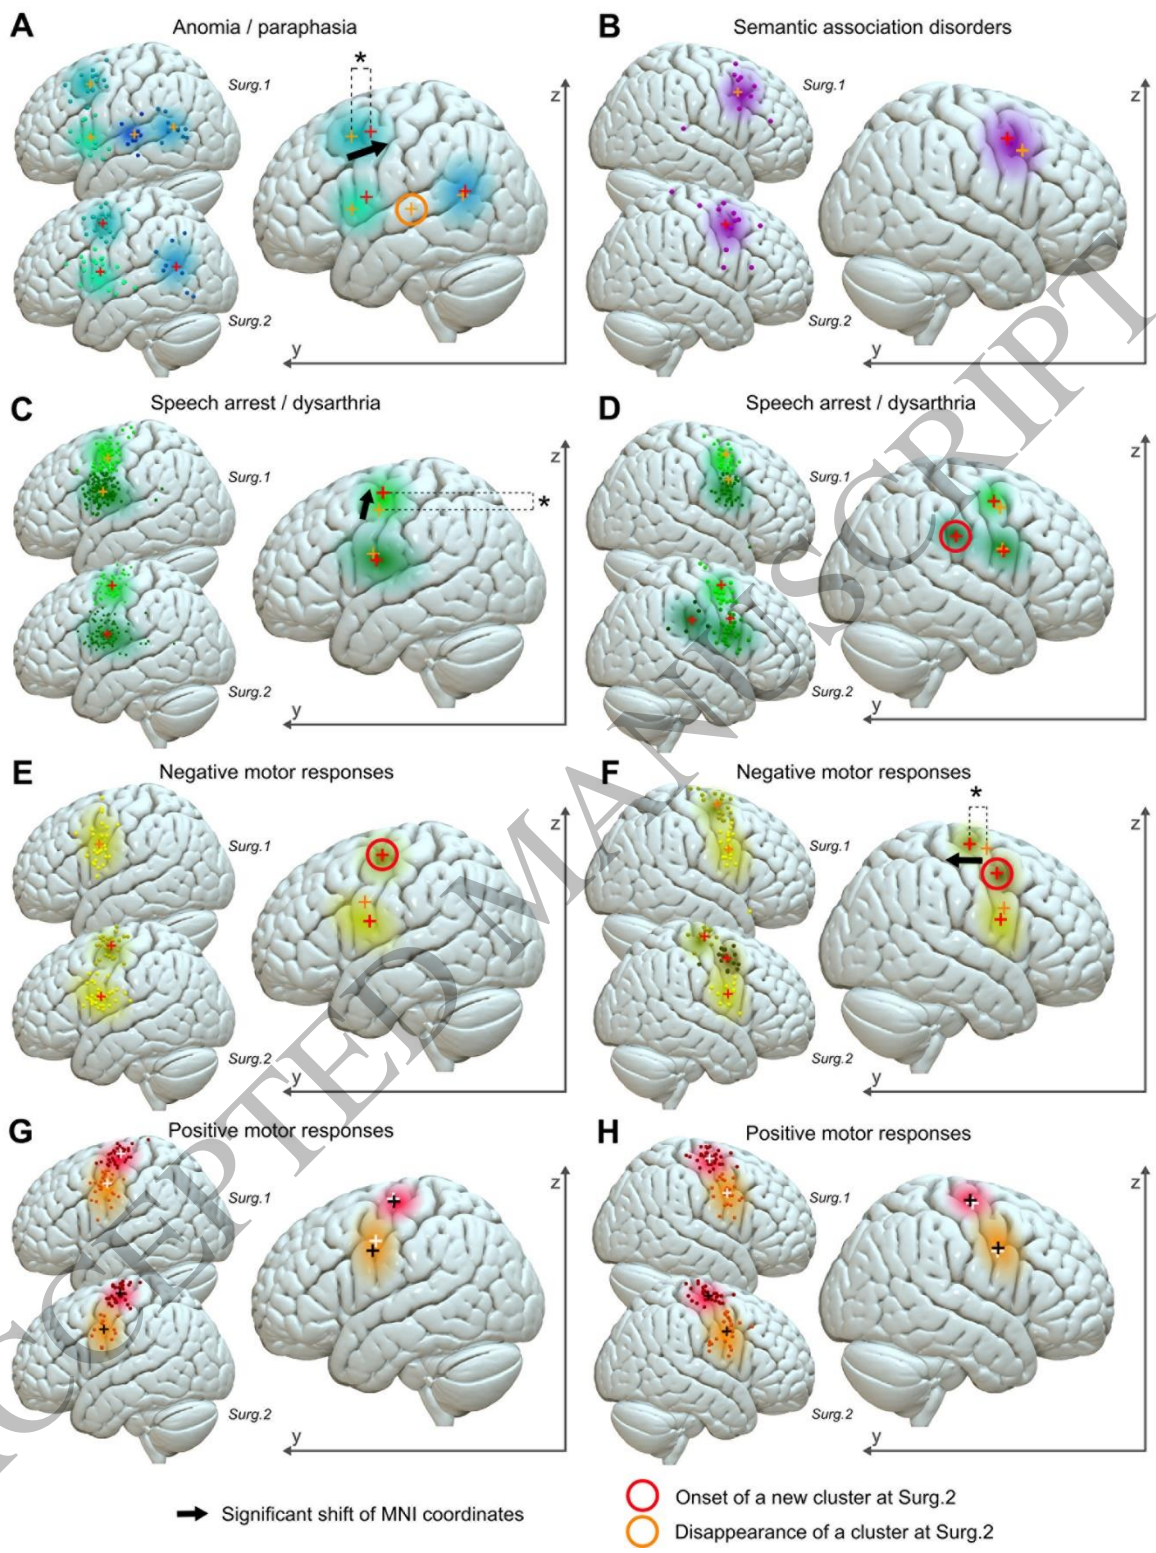 A Anomia / paraphasia
*
Surg.1
z
Surg.2
y
B Semantic association disorders
Surg.1
z
Surg.2
y
C Speech arrest / dysarthria
Surg.1
z
*
Surg.2
y
D Speech arrest / dysarthria
Surg.1
z
Surg.2
y
E Negative motor responses
Surg.1
z
Surg.2
y
F Negative motor responses
*
Surg.1
z
Surg.2
y
G Positive motor responses
Surg.1
z
Surg.2
y
H Positive motor responses
Surg.1
z
Surg.2
y
Significant shift of MNI coordinates
Onset of a new cluster at Surg.2
Disappearance of a cluster at Surg.2
ACCEPTED MANUSCRIPT